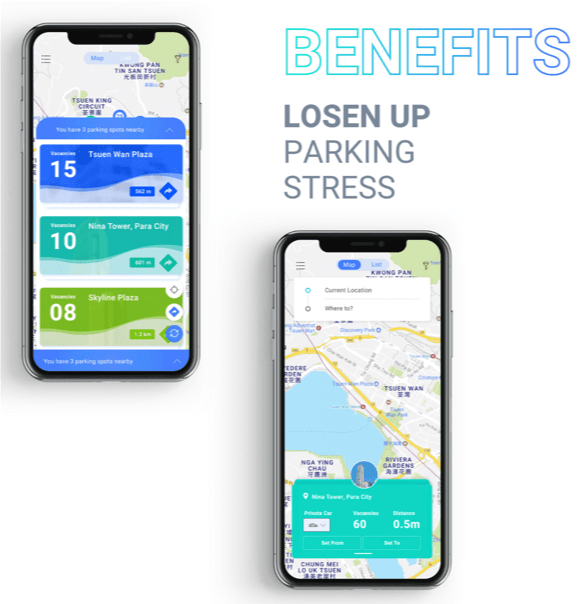 BENEFITS
LOSEN UP
PARKING
STRESS
Map
KWONG PAN
TIN SAN TSUEN
TSUEN KING
CIRCUIT
荃景圍
You have 3 parking spots nearby
Vacancies
Tsuen Wan Plaza
15
562 m
Vacancies
Nina Tower, Para City
10
601 m
Vacancies
Skyline Plaza
08
1.2 km
You have 3 parking spots nearby
Map
List
KWONG PAN
Current Location
Where to?
Discovery Park
Tsuen Wan Plaza
TSUEN WAN
荃灣
NGA YING
CHAU
牙鷹洲
RIVIERA
GARDENS
海濱花園
Nina Tower, Para City
Private Car
Vacancies
Distance
60
0.5m
Set From
Set To
CHUNG MEI
LO UK TSUEN